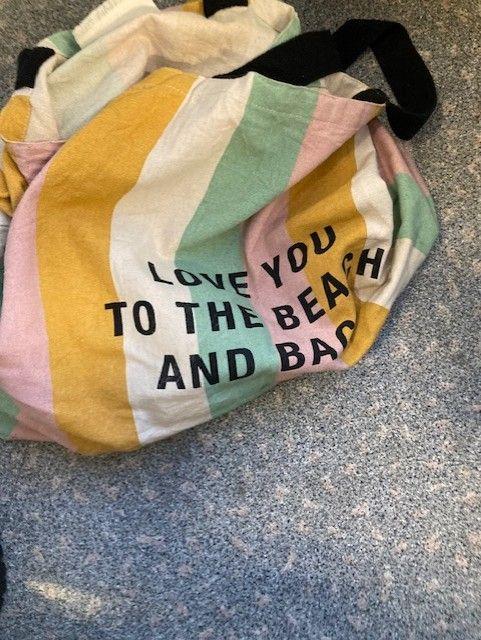 LOVE YOU
TO THE BEACH
AND BAC